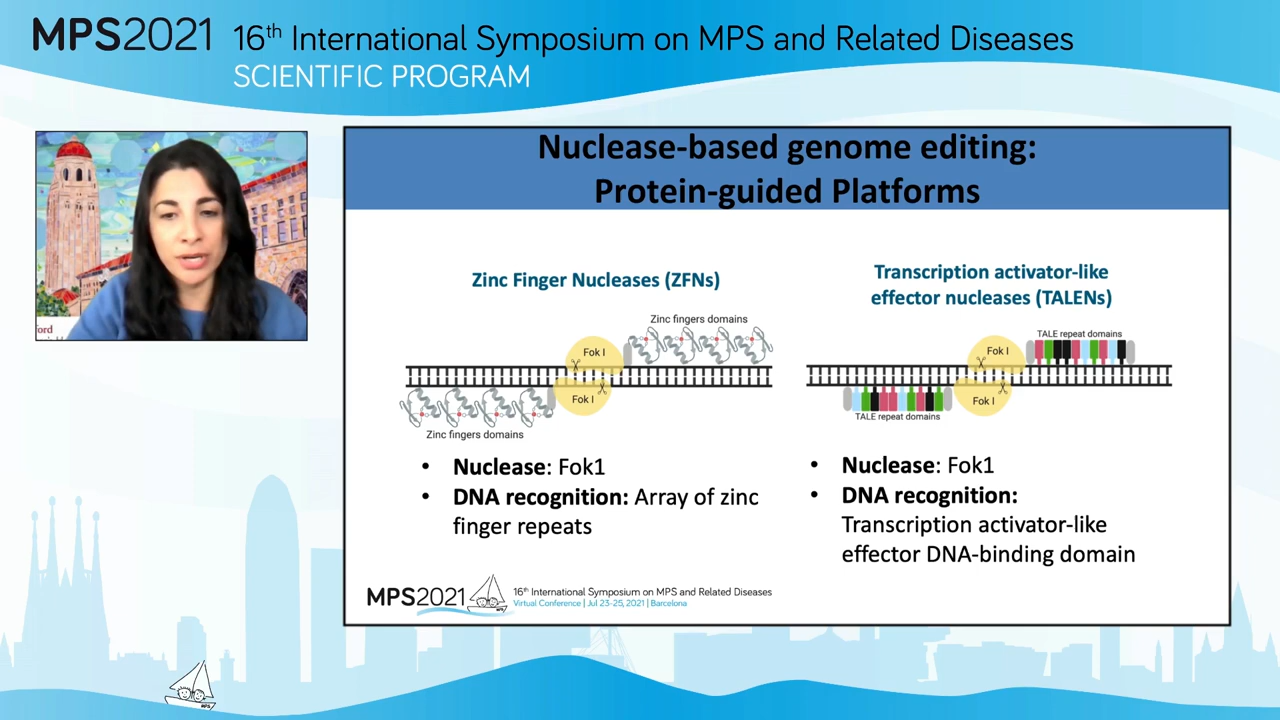 MPS2021 16th International Symposium on MPS and Related Diseases
SCIENTIFIC PROGRAM
ford
Nuclease-based genome editing:
Protein-guided Platforms
Zinc Finger Nucleases (ZFNs)
Zinc fingers domains
Fok I
Fok I
Zinc fingers domains
• Nuclease: Fok1
• DNA recognition: Array of zinc
finger repeats
Transcription activator-like
effector nucleases (TALENs)
TALE repeat domains
Fok I
Fok I
TALE repeat domains
• Nuclease: Fok1
• DNA recognition:
Transcription activator-like
effector DNA-binding domain
MPS2021
MPS
16th International Symposium on MPS and Related Diseases
Virtual Conference | Jul 23-25, 2021 | Barcelona
MPS